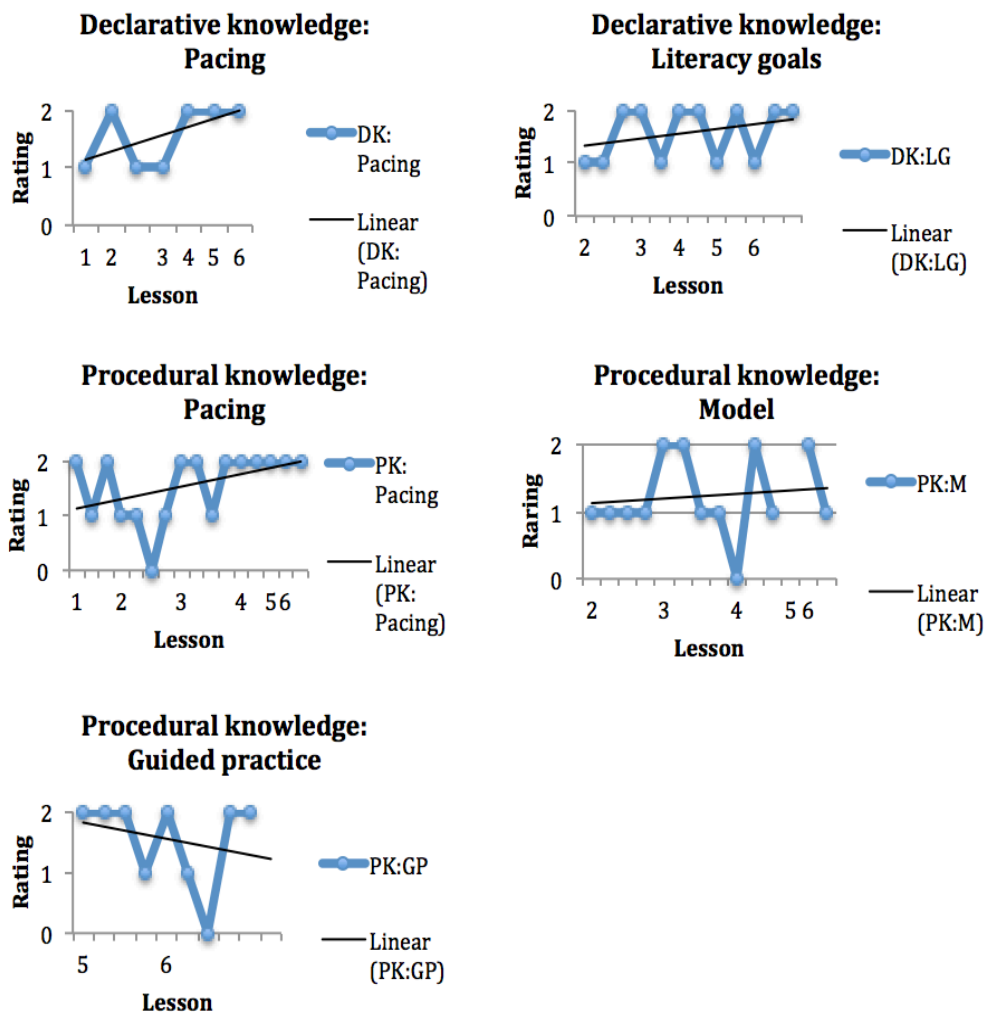 Declarative knowledge:
Pacing
2
1
0
Rating
1 2 3 4 5 6
Lesson
DK:
Pacing
Linear
(DK:
Pacing)
Declarative knowledge:
Literacy goals
2
1
0
Rating
2 3 4 5 6
Lesson
DK:LG
Linear
(DK:LG)
Procedural knowledge:
Pacing
2
1
0
Rating
1 2 3 4 5 6
Lesson
PK:
Pacing
Linear
(PK:
Pacing)
Procedural knowledge:
Model
2
1
0
Raring
2 3 4 5 6
Lesson
PK:M
Linear
(PK:M)
Procedural knowledge:
Guided practice
2
1
0
Rating
5 6
Lesson
PK:GP
Linear
(PK:GP)